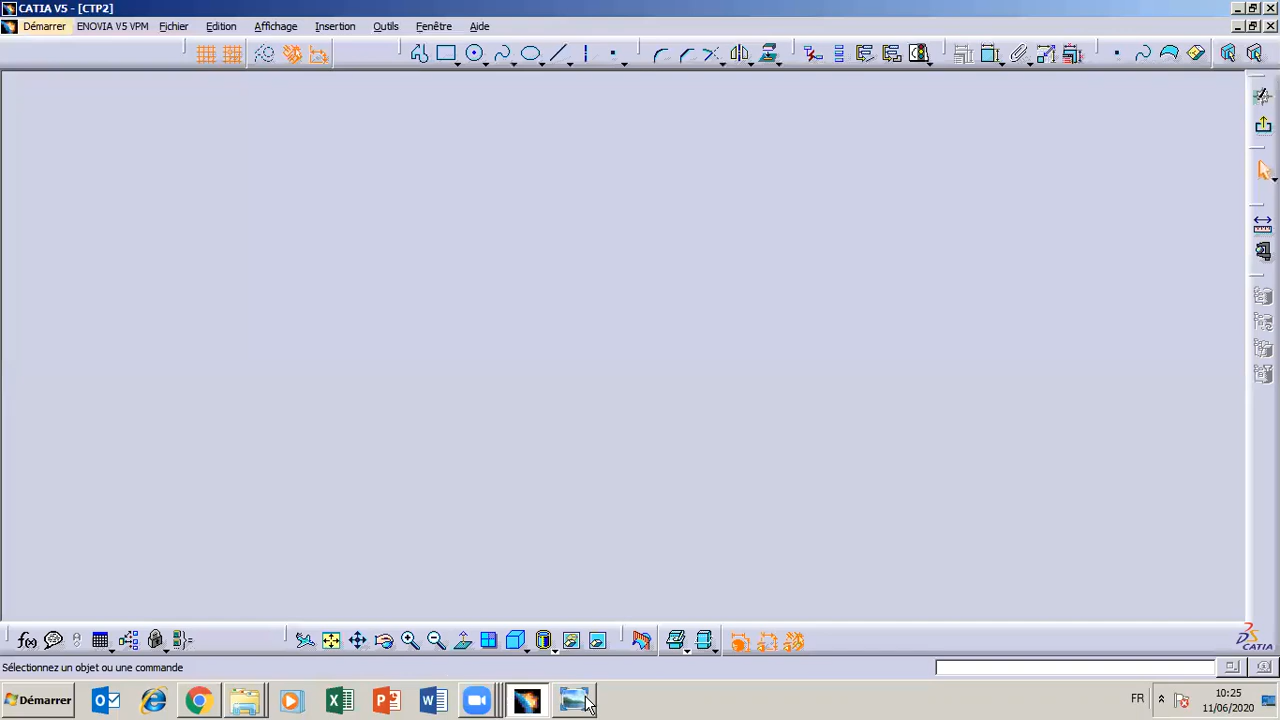 CATIA V5 - [CTP2]
Démarrer ENOVIA V5 VPM Fichier Edition Affichage Insertion Outils Fenêtre Aide
f(x)
CATIA
Sélectionnez un objet ou une commande
Démarrer
FR
10:25
11/06/2020